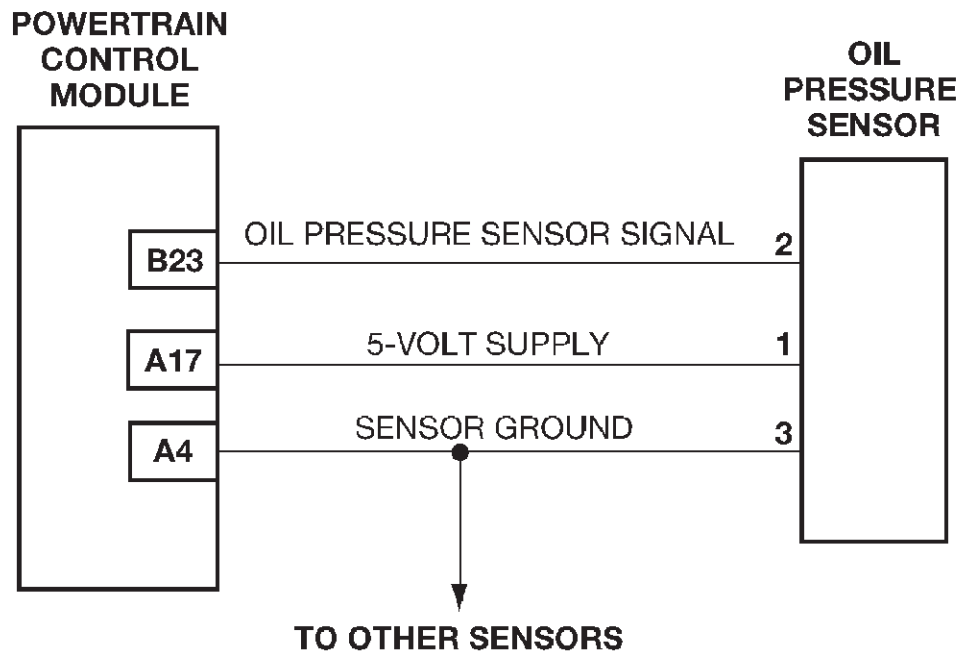 POWERTRAIN
CONTROL
MODULE
OIL
PRESSURE
SENSOR
OIL PRESSURE SENSOR SIGNAL
2
B23
5-VOLT SUPPLY
1
A17
SENSOR GROUND
3
A4
TO OTHER SENSORS